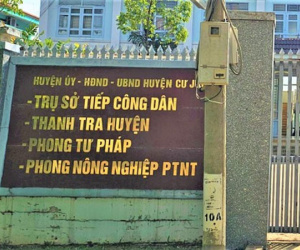 HUYỆN ỦY - HĐND - UBND HUYỆN CƯ
-TRỤ SỞ TIẾP CÔNG DÂN
-THANH TRA HUYỆN
-PHÒNG TƯ PHÁP
-PHÒNG NÔNG NGHIỆP PTNT
10A